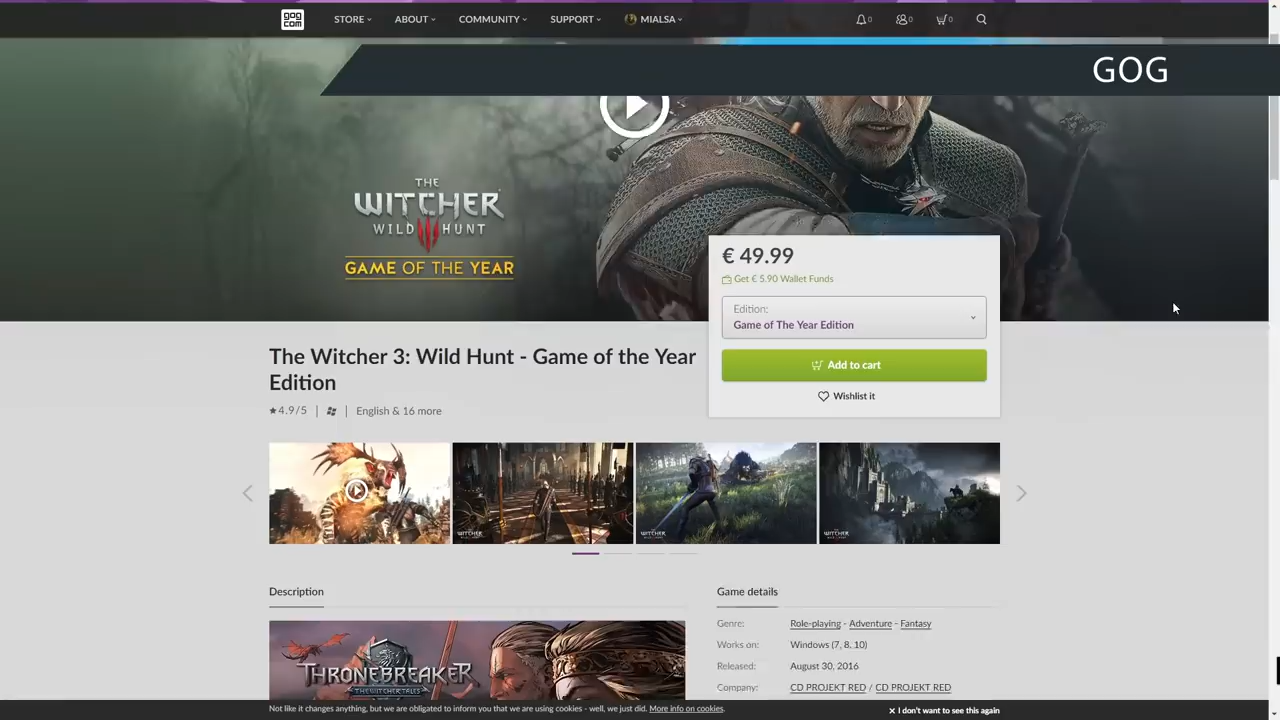 gog
com
STORE
ABOUT
COMMUNITY
SUPPORT
MIALSA
0
0
0
GOG
THE
WITCHER
WILD HUNT
GAME OF THE YEAR
€ 49.99
Get € 5.90 Wallet Funds
Edition:
Game of The Year Edition
Add to cart
Wishlist it
The Witcher 3: Wild Hunt - Game of the Year
Edition
4.9/5
English & 16 more
Description
Game details
Genre:
Role-playing - Adventure - Fantasy
Works on:
Windows (7, 8, 10)
Released:
August 30, 2016
Company:
CD PROJEKT RED / CD PROJEKT RED
THRONEBREAKER
THE WITCHER TALES
Not like it changes anything, but we are obligated to inform you that we are using cookies - well, we just did. More info on cookies.
I don't want to see this again